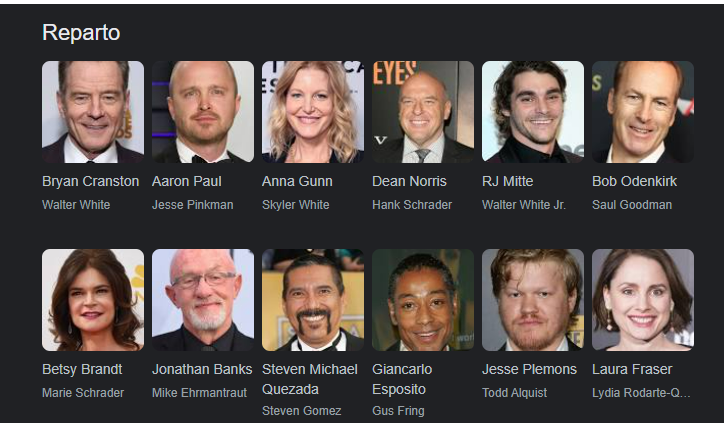 Reparto
EYES
S
Bryan Cranston
Aaron Paul
Anna Gunn
Dean Norris
RJ Mitte
Bob Odenkirk
Walter White
Jesse Pinkman
Skyler White
Hank Schrader
Walter White Jr.
Saul Goodman
Betsy Brandt
Jonathan Banks
Steven Michael Quezada
Giancarlo Esposito
Jesse Plemons
Laura Fraser
Marie Schrader
Mike Ehrmantraut
Steven Gomez
Gus Fring
Todd Alquist
Lydia Rodarte-Q...